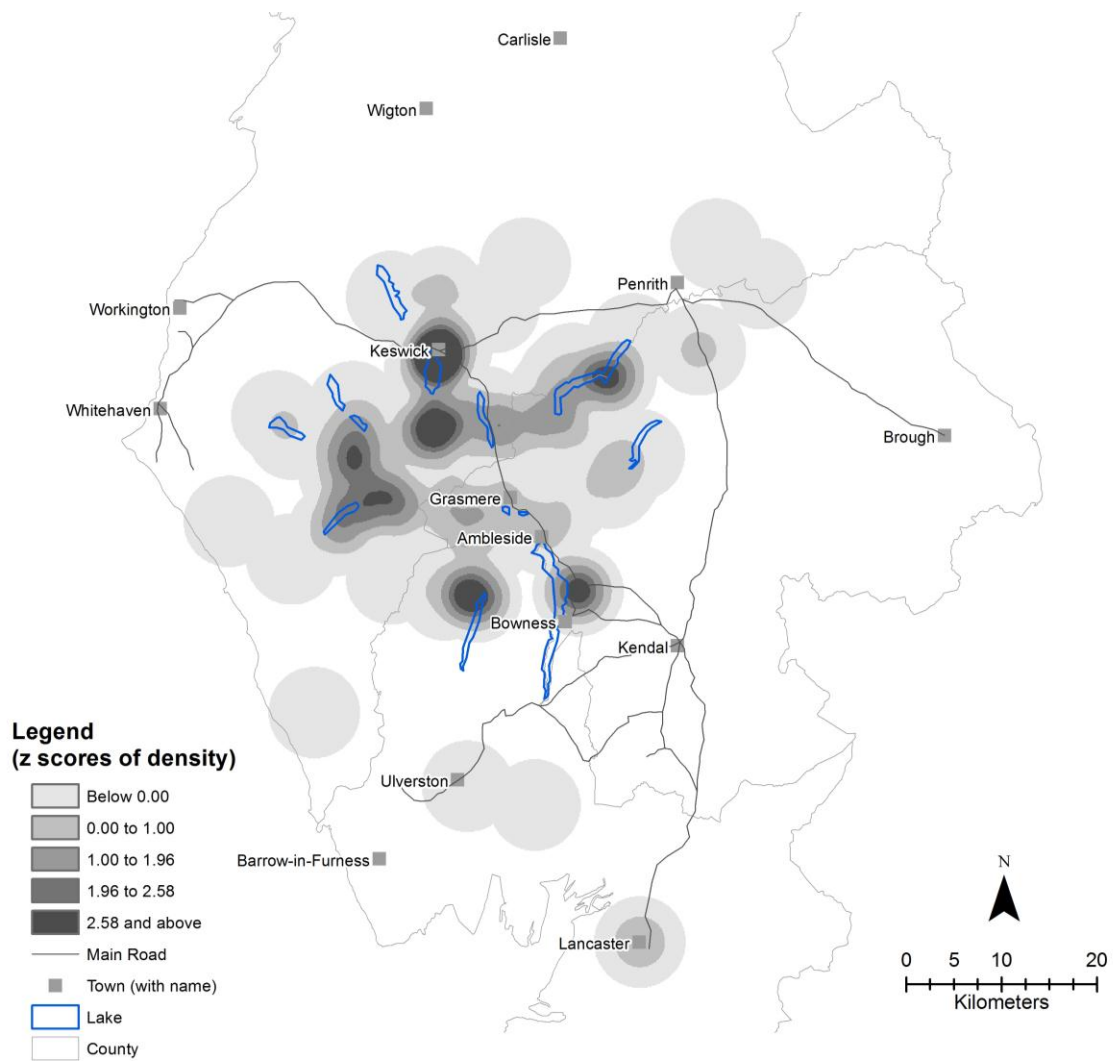 Carlisle
Wigton
Penrith
Workington
Keswick
Whitehaven
Brough
Grasmere
Ambleside
Bowness
Kendal
Legend
(z scores of density)
Below 0.00
0.00 to 1.00
1.00 to 1.96
1.96 to 2.58
2.58 and above
Main Road
Town (with name)
Lake
County
Ulverston
Barrow-in-Furness
Lancaster
N
0 5 10 20
Kilometers